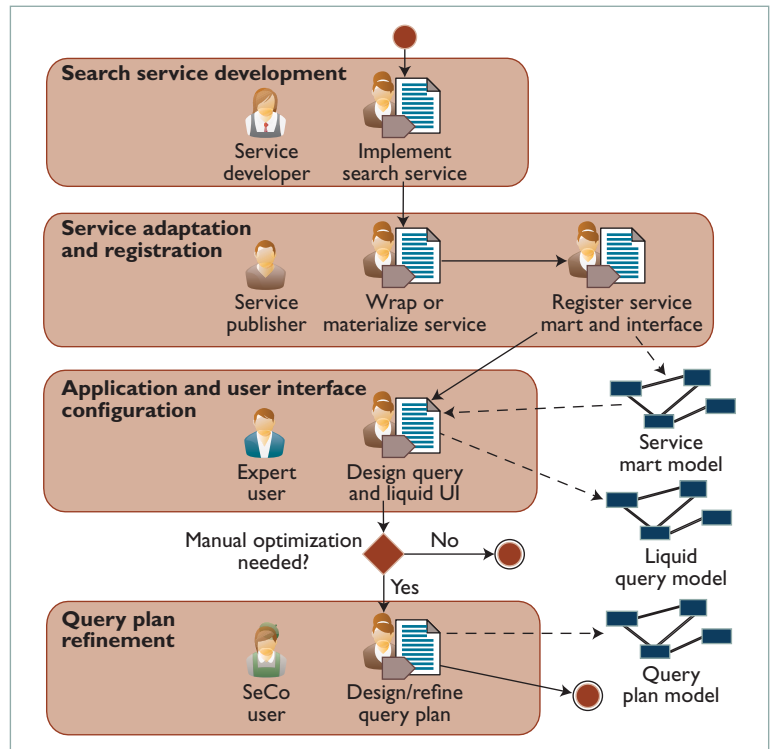 Search service development
Service
developer
Implement
search service
Service adaptation
and registration
Service
publisher
Wrap or
materialize service
Register service
mart and interface
Application and user interface
configuration
Expert
user
Design query
and liquid UI
Service
mart model
Manual optimization
needed?
No
Yes
Liquid
query model
Query plan
refinement
SeCo
user
Design/refine
query plan
Query
plan model